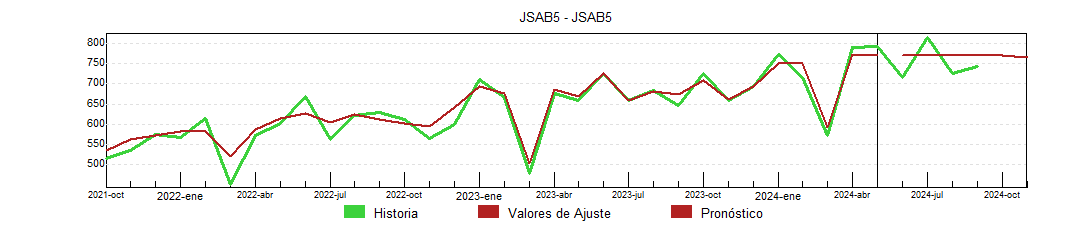 JSAB5 - JSAB5
800
750
700
650
600
550
500
2021-oct 2022-ene 2022-abr 2022-jul 2022-oct 2023-ene 2023-abr 2023-jul 2023-oct 2024-ene 2024-abr 2024-jul 2024-oct
Historia Valores de Ajuste Pronóstico